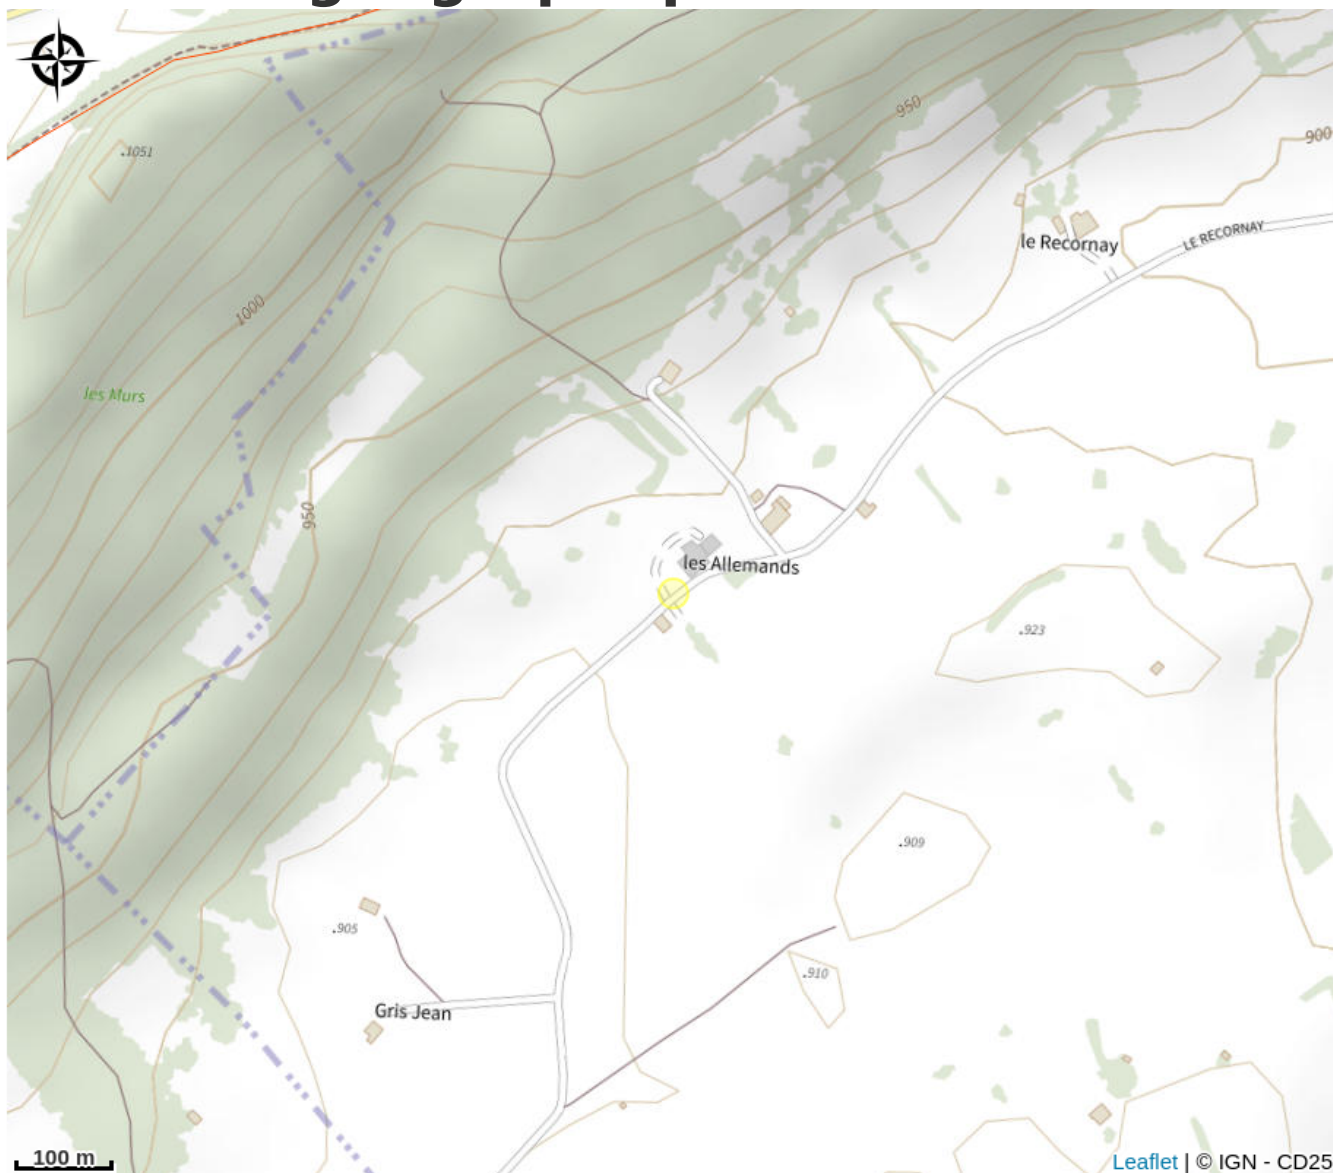 .1051
950
900
le Recornay
LE RECORNAY
1000
les Murs
950
les Allemands
.923
.909
.905
.910
Gris Jean
100 m
Leaflet | © IGN - CD25